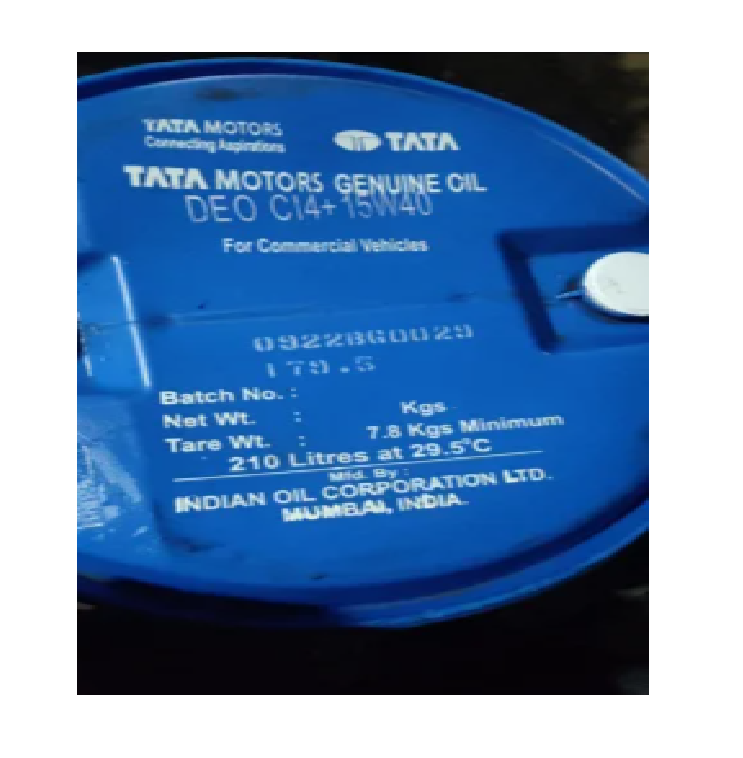 TATA MOTORS
Connecting Aspirations
TATA
TATA MOTORS GENUINE OIL
DEO CI4+ 15W40
For Commercial Vehicles
179.5
Batch No. :
Net Wt. : Kgs
Tare Wt. : 7.8 Kgs Minimum
210 Litres at 29.5°C
Mfd. By :
INDIAN OIL CORPORATION LTD.
MUMBAI, INDIA.